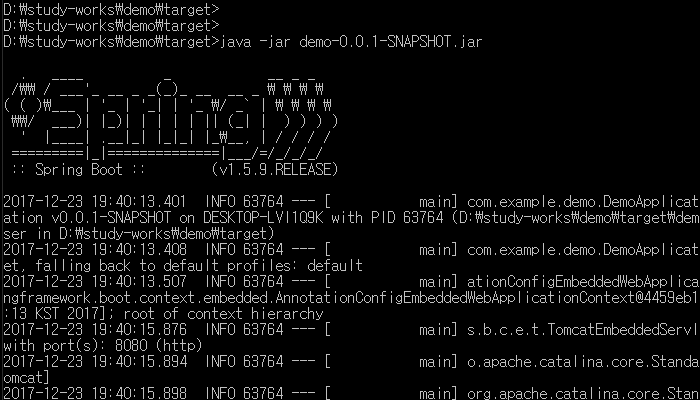 D:₩study-works₩demo₩target>
D:₩study-works₩demo₩target>
D:₩study-works₩demo₩target>java -jar demo-0.0.1-SNAPSHOT.jar
Spring
:: Spring Boot ::        (v1.5.9.RELEASE)
2017-12-23 19:40:13.401  INFO 63764 --- [           main] com.example.demo.DemoApplicat
ation v0.0.1-SNAPSHOT on DESKTOP-LVI1Q9K with PID 63764 (D:₩study-works₩demo₩target₩dem
ser in D:₩study-works₩demo₩target)
2017-12-23 19:40:13.408  INFO 63764 --- [           main] com.example.demo.DemoApplicat
et, falling back to default profiles: default
2017-12-23 19:40:13.507  INFO 63764 --- [           main] ationConfigEmbeddedWebApplica
ngframework.boot.context.embedded.AnnotationConfigEmbeddedWebApplicationContext@4459eb1
:13 KST 2017]; root of context hierarchy
2017-12-23 19:40:15.876  INFO 63764 --- [           main] s.b.c.e.t.TomcatEmbeddedServl
with port(s): 8080 (http)
2017-12-23 19:40:15.894  INFO 63764 --- [           main] o.apache.catalina.core.Standa
omcat]
2017-12-23 19:40:15.898  INFO 63764 --- [           main] org.apache.catalina.core.Stan